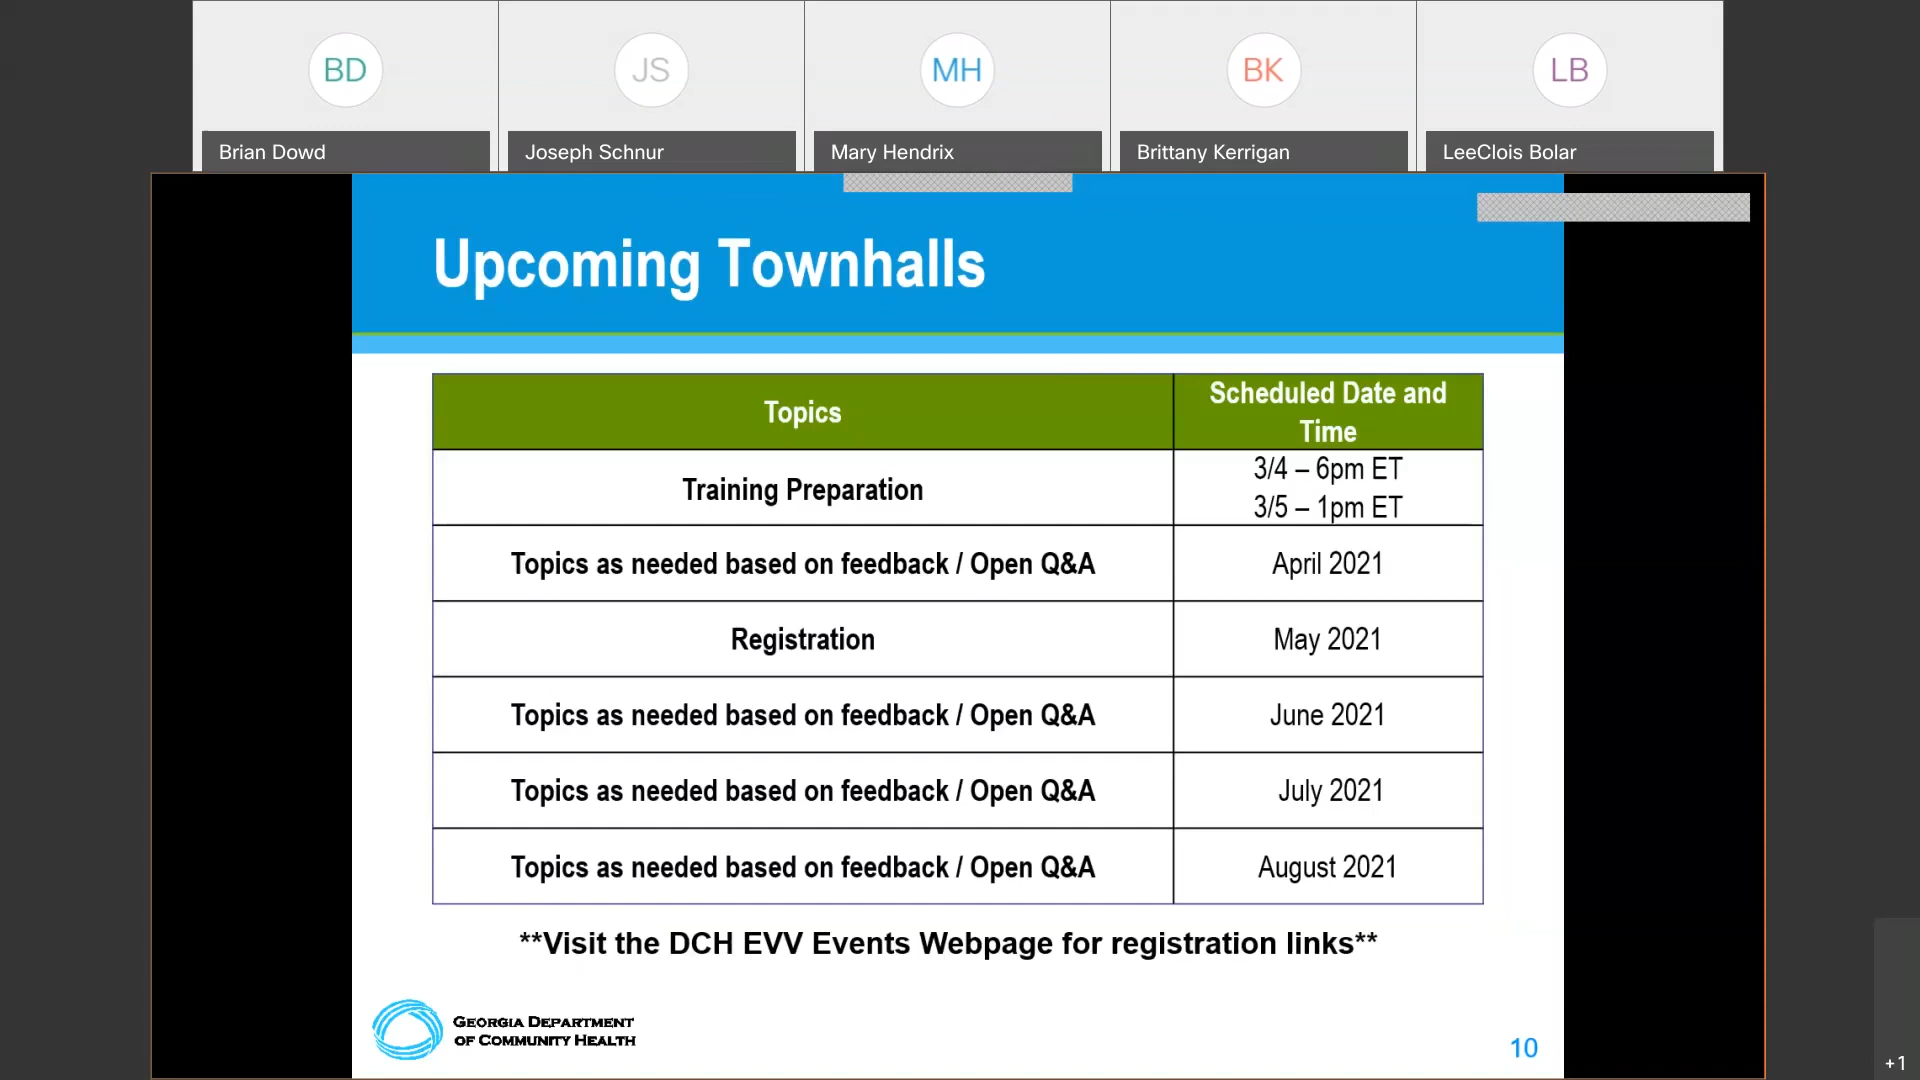 BD
JS
MH
BK
LB
Brian Dowd
Joseph Schnur
Mary Hendrix
Brittany Kerrigan
LeeClois Bolar
Upcoming Townhalls
Topics
Scheduled Date and
Time
Training Preparation
3/4 – 6pm ET
3/5 – 1pm ET
Topics as needed based on feedback / Open Q&A
April 2021
Registration
May 2021
Topics as needed based on feedback / Open Q&A
June 2021
Topics as needed based on feedback / Open Q&A
July 2021
Topics as needed based on feedback / Open Q&A
August 2021
**Visit the DCH EVV Events Webpage for registration links**
GEORGIA DEPARTMENT
OF COMMUNITY HEALTH
10
+1